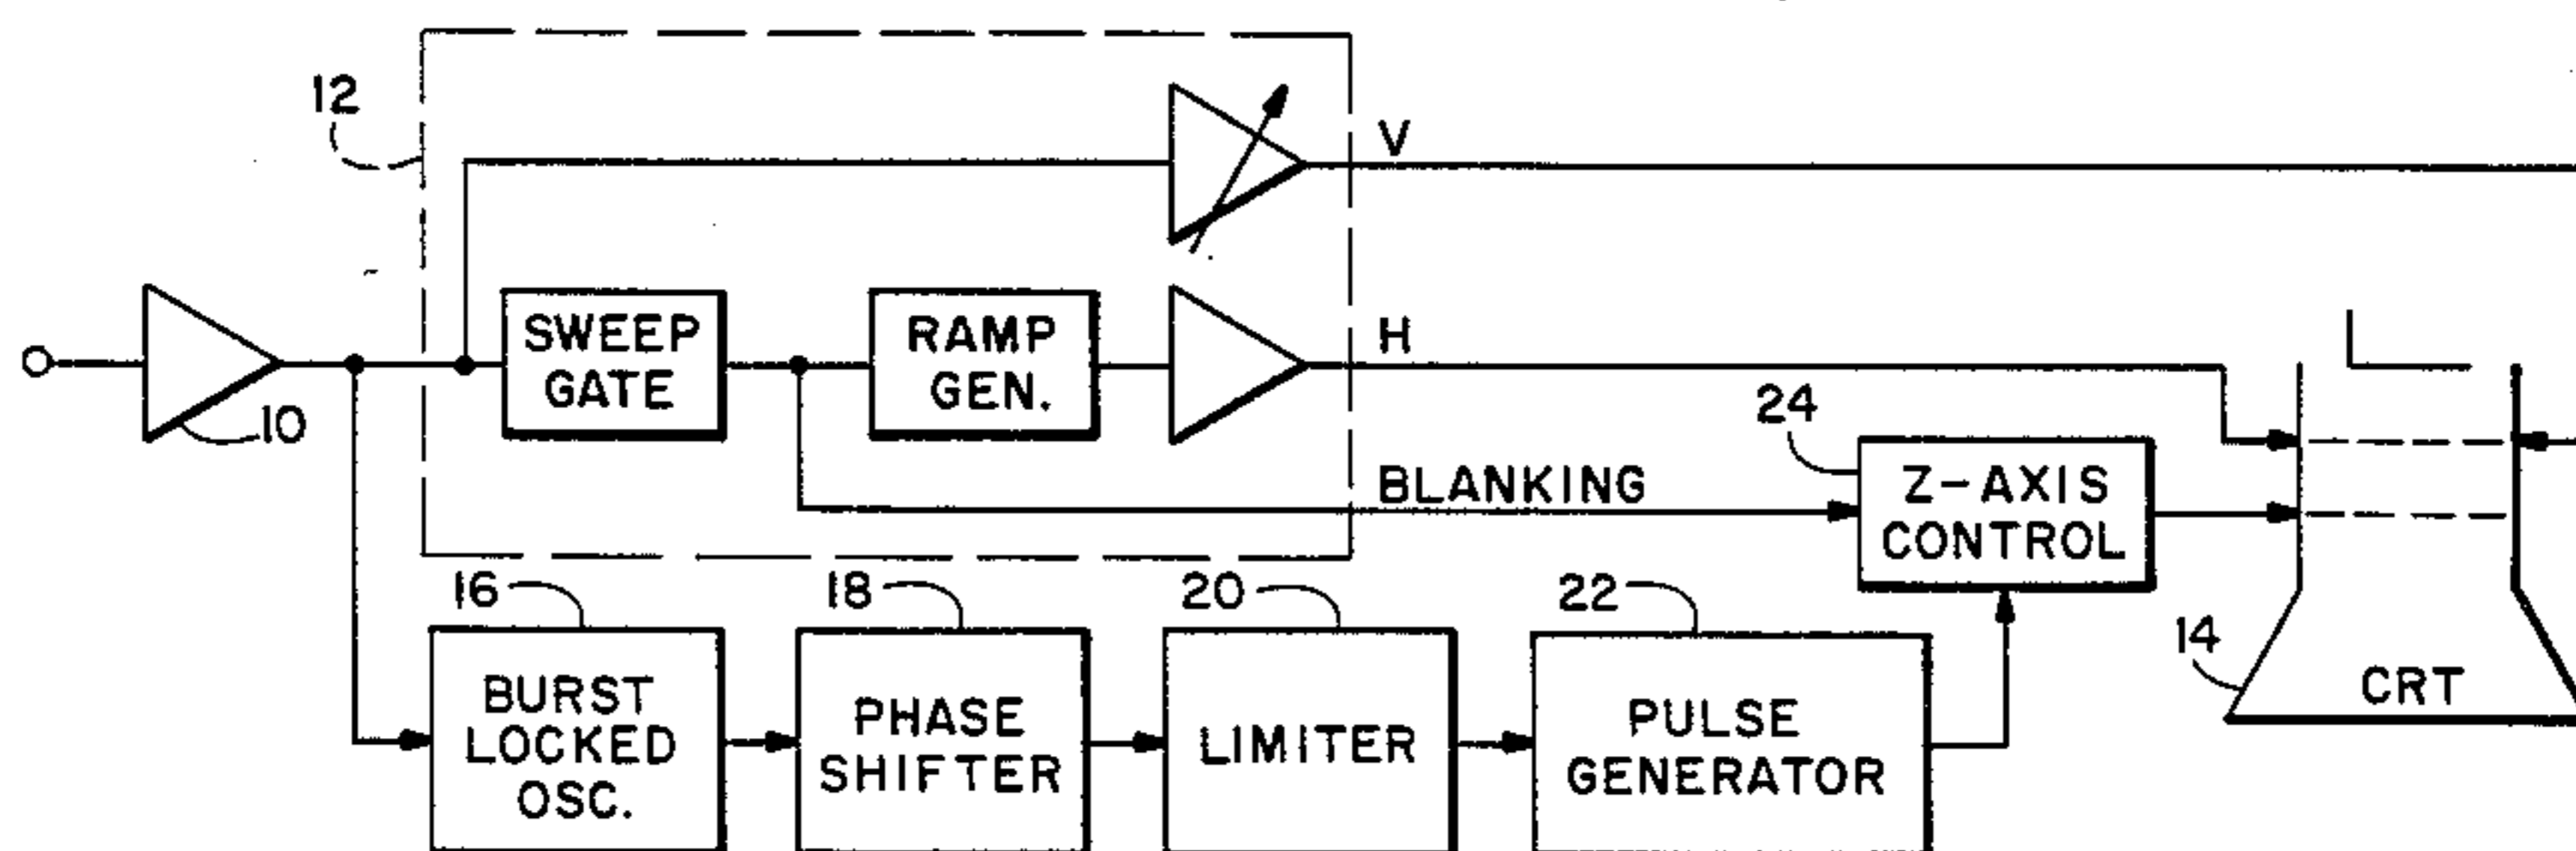 12
V
SWEEP
GATE
RAMP
GEN.
H
10
BLANKING
24
Z-AXIS
CONTROL
16
18
20
22
14
BURST
LOCKED
OSC.
PHASE
SHIFTER
LIMITER
PULSE
GENERATOR
CRT